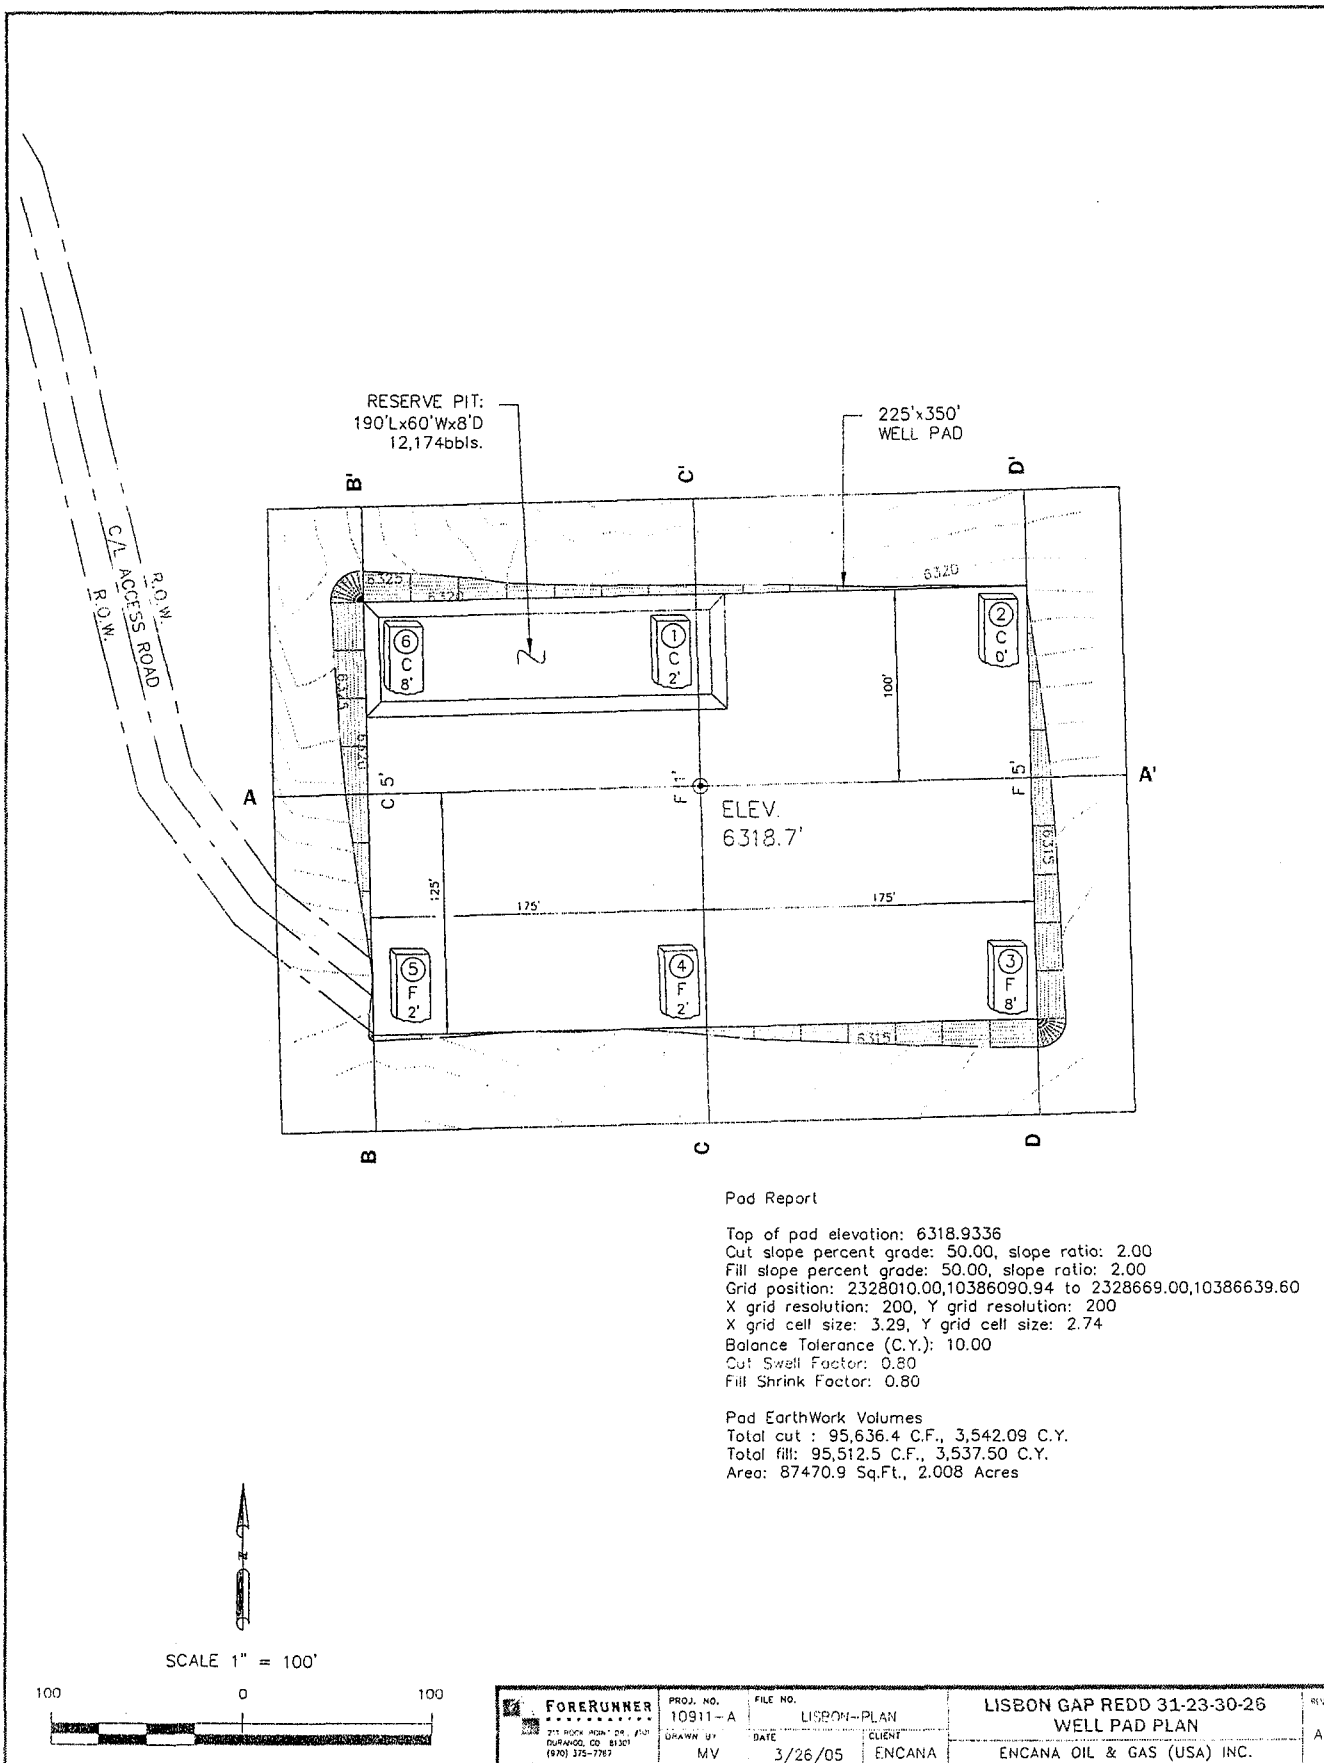 RESERVE PIT:
190'Lx60'Wx8'D
12,174bbls.
225'x350'
WELL PAD
B'
C'
D'
R.O.W.
C/L ACCESS ROAD
R.O.W.
6325
6320
6320
6
C
8'
1
C
2'
2
C
0'
100'
6325
6320
A
C 5'
F 1'
F 5'
A'
ELEV.
6318.7'
6315
125'
175'
175'
5
F
2'
4
F
2'
3
F
8'
6315
B
C
D
Pad Report
Top of pad elevation: 6318.9336
Cut slope percent grade: 50.00, slope ratio: 2.00
Fill slope percent grade: 50.00, slope ratio: 2.00
Grid position: 2328010.00,10386090.94 to 2328669.00,10386639.60
X grid resolution: 200, Y grid resolution: 200
X grid cell size: 3.29, Y grid cell size: 2.74
Balance Tolerance (C.Y.): 10.00
Cut Swell Factor: 0.80
Fill Shrink Factor: 0.80
Pad EarthWork Volumes
Total cut : 95,636.4 C.F., 3,542.09 C.Y.
Total fill: 95,512.5 C.F., 3,537.50 C.Y.
Area: 87470.9 Sq.Ft., 2.008 Acres
N
SCALE 1" = 100'
100 0 100
FORERUNNER
DURANGO, CO 81301
PROJ. NO.
10911-A
FILE NO.
LISBON-PLAN
DRAWN BY
MV
DATE
3/26/05
CLIENT
ENCANA
LISBON GAP REDD 31-23-30-26
WELL PAD PLAN
ENCANA OIL & GAS (USA) INC.
A